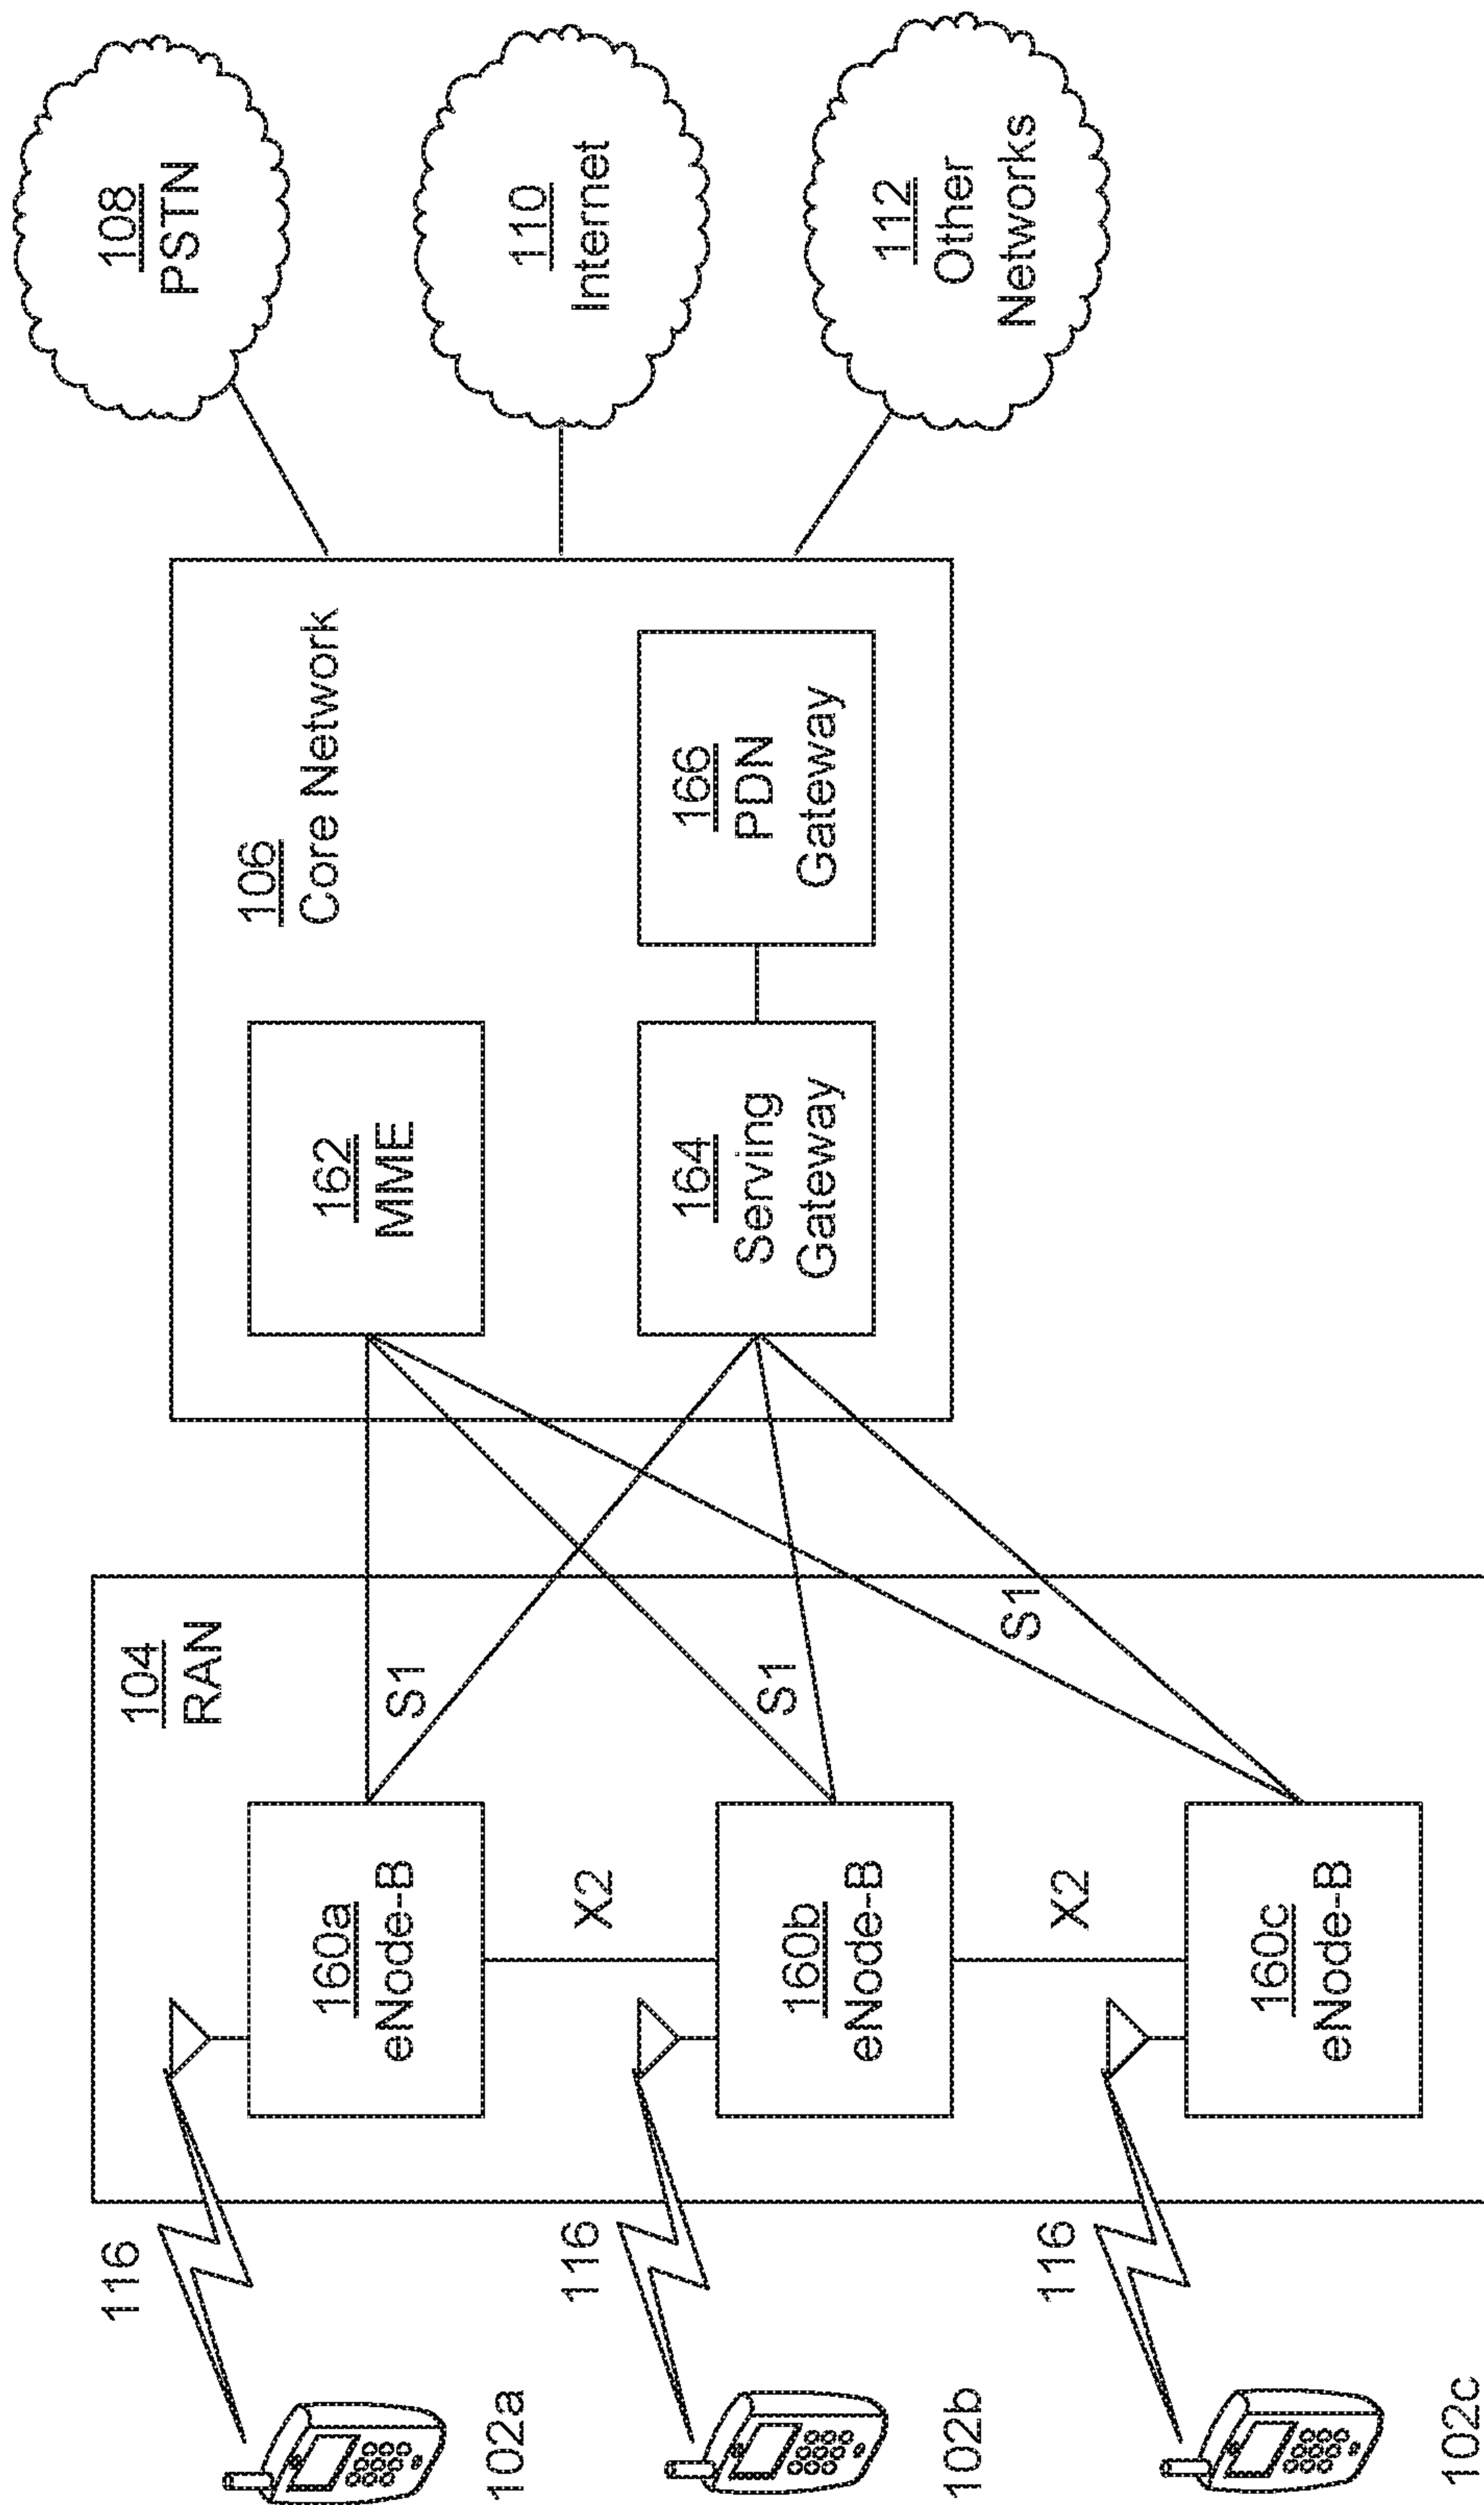 102a
116
104
RAN
160a
eNode-B
S1
X2
102b
116
160b
eNode-B
S1
X2
102c
116
160c
eNode-B
S1
106
Core Network
162
MME
164
Serving
Gateway
166
PDN
Gateway
108
PSTN
110
Internet
112
Other
Networks